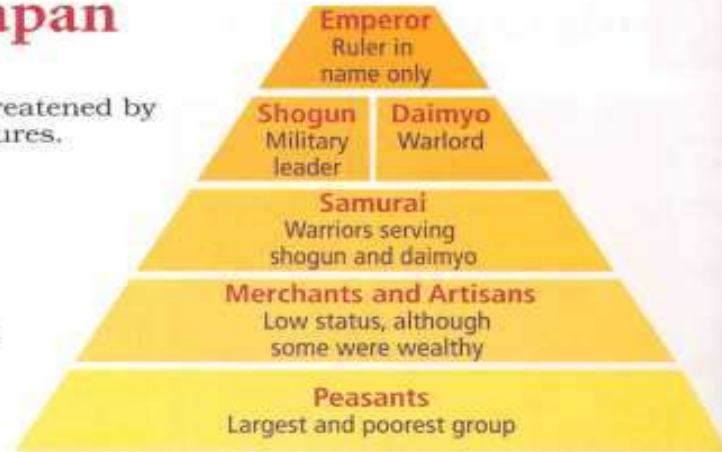 apan
reatened by
ures.
Emperor
Ruler in
name only
Shogun
Military
leader
Daimyo
Warlord
Samurai
Warriors serving
shogun and daimyo
Merchants and Artisans
Low status, although
some were wealthy
Peasants
Largest and poorest group